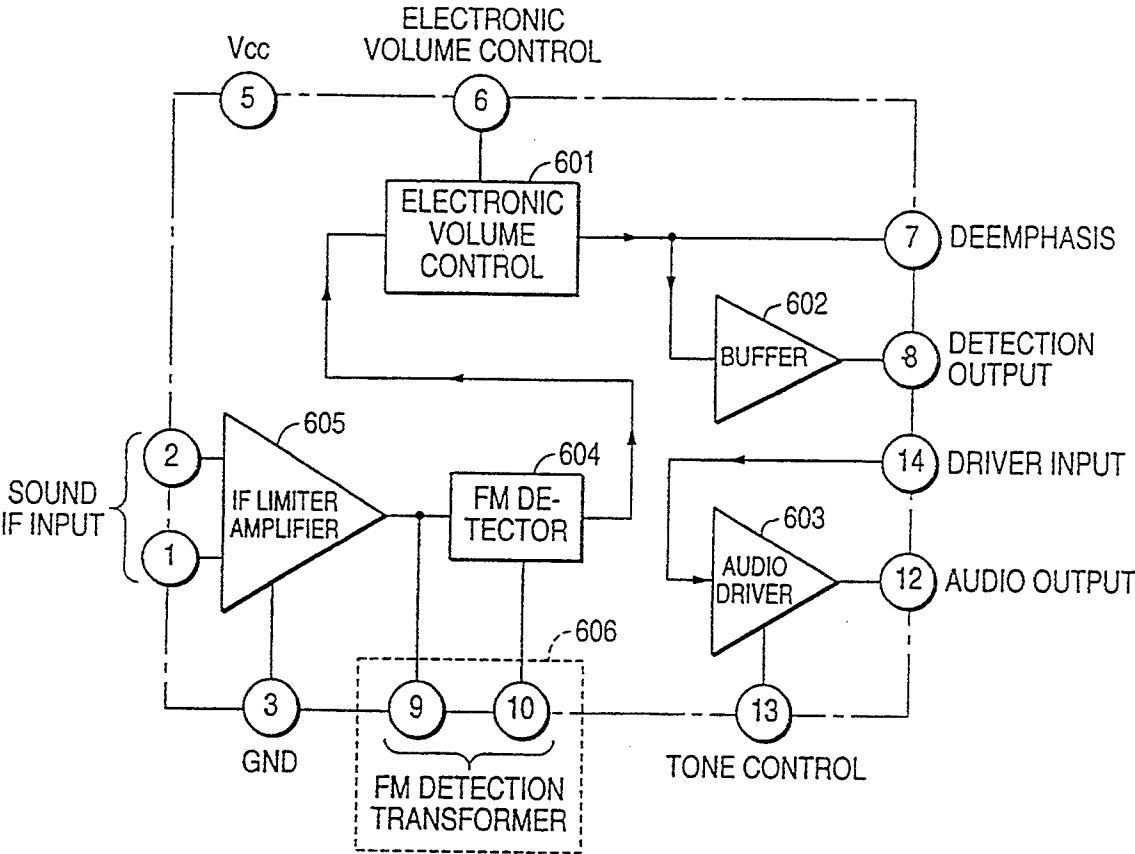 ELECTRONIC
VOLUME CONTROL
Vcc
5
6
601
ELECTRONIC
VOLUME
CONTROL
7
DEEMPHASIS
602
BUFFER
8
DETECTION
OUTPUT
605
2
604
14
DRIVER INPUT
SOUND
IF INPUT
IF LIMITER
AMPLIFIER
FM DE-
TECTOR
603
1
AUDIO
DRIVER
12
AUDIO OUTPUT
606
3
9
10
13
GND
TONE CONTROL
FM DETECTION
TRANSFORMER